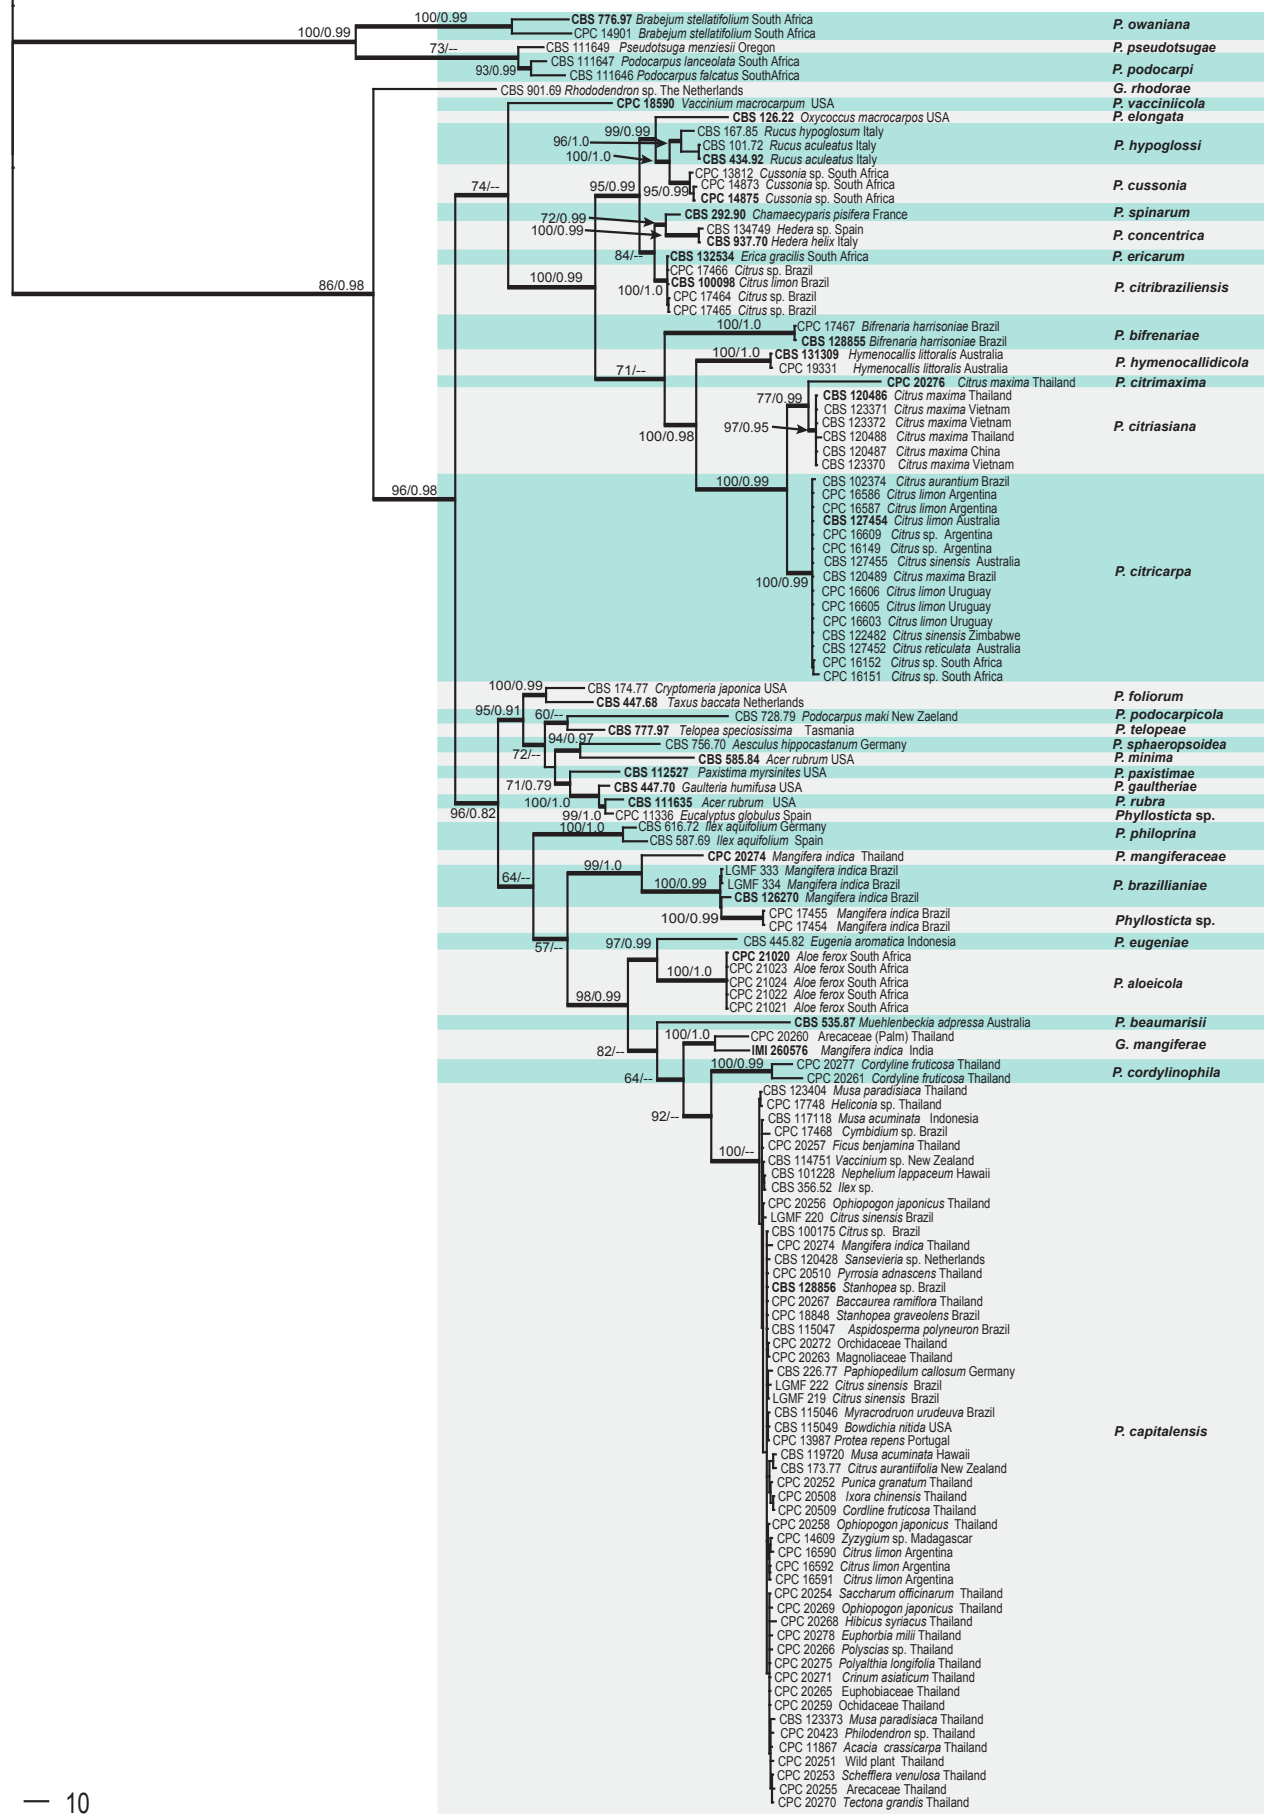 100/0.99 CBS 776.97 Brabejum stellatifolium South Africa P. owaniana
100/0.99 CPC 14901 Brabejum stellatifolium South Africa
73/-- CBS 111649 Pseudotsuga menziesii Oregon P. pseudotsugae
CBS 111647 Podocarpus lanceolata South Africa P. podocarpi
93/0.99 CBS 111646 Podocarpus falcatus SouthAfrica
CBS 901.69 Rhododendron sp. The Netherlands G. rhodorae
CPC 18590 Vaccinium macrocarpum USA P. vacciniicola
CBS 126.22 Oxycoccus macrocarpos USA P. elongata
99/0.99 CBS 167.85 Rucus hypoglosum Italy
96/1.0 CBS 101.72 Rucus aculeatus Italy P. hypoglossi
100/1.0 CBS 434.92 Rucus aculeatus Italy
CPC 13812 Cussonia sp. South Africa
74/-- 95/0.99 95/0.99 CPC 14873 Cussonia sp. South Africa P. cussonia
CPC 14875 Cussonia sp. South Africa
72/0.99 CBS 292.90 Chamaecyparis pisifera France P. spinarum
100/0.99 CBS 134749 Hedera sp. Spain P. concentrica
CBS 937.70 Hedera helix Italy
84/-- CBS 132534 Erica gracilis South Africa P. ericarum
100/0.99 CPC 17466 Citrus sp. Brazil
86/0.98 100/1.0 CBS 100098 Citrus limon Brazil P. citribraziliensis
CPC 17464 Citrus sp. Brazil
CPC 17465 Citrus sp. Brazil
100/1.0 CPC 17467 Bifrenaria harrisoniae Brazil P. bifrenariae
CBS 128855 Bifrenaria harrisoniae Brazil
100/1.0 CBS 131309 Hymenocallis littoralis Australia P. hymenocallidicola
71/-- CPC 19331 Hymenocallis littoralis Australia
CPC 20276 Citrus maxima Thailand P. citrimaxima
77/0.99 CBS 120486 Citrus maxima Thailand
CBS 123371 Citrus maxima Vietnam
97/0.95 CBS 123372 Citrus maxima Vietnam P. citriasiana
100/0.98 CBS 120488 Citrus maxima Thailand
CBS 120487 Citrus maxima China
CBS 123370 Citrus maxima Vietnam
96/0.98 100/0.99 CBS 102374 Citrus aurantium Brazil
CPC 16586 Citrus limon Argentina
CPC 16587 Citrus limon Argentina
CBS 127454 Citrus limon Australia
CPC 16609 Citrus sp. Argentina
CPC 16149 Citrus sp. Argentina
CBS 127455 Citrus sinensis Australia
100/0.99 CBS 120489 Citrus maxima Brazil P. citricarpa
CPC 16606 Citrus limon Uruguay
CPC 16605 Citrus limon Uruguay
CPC 16603 Citrus limon Uruguay
CBS 122482 Citrus sinensis Zimbabwe
CBS 127452 Citrus reticulata Australia
CPC 16152 Citrus sp. South Africa
CPC 16151 Citrus sp. South Africa
100/0.99 CBS 174.77 Cryptomeria japonica USA P. foliorum
CBS 447.68 Taxus baccata Netherlands
95/0.91 60/-- CBS 728.79 Podocarpus maki New Zaeland P. podocarpicola
CBS 777.97 Telopea speciosissima Tasmania P. telopeae
94/0.97 CBS 756.70 Aesculus hippocastanum Germany P. sphaeropsoidea
72/-- CBS 585.84 Acer rubrum USA P. minima
CBS 112527 Paxistima myrsinites USA P. paxistimae
71/0.79 CBS 447.70 Gaulteria humifusa USA P. gaultheriae
100/1.0 CBS 111635 Acer rubrum USA P. rubra
96/0.82 99/1.0 CPC 11336 Eucalyptus globulus Spain Phyllosticta sp.
100/1.0 CBS 616.72 Ilex aquifolium Germany P. philoprina
CBS 587.69 Ilex aquifolium Spain
99/1.0 CPC 20274 Mangifera indica Thailand P. mangiferaceae
LGMF 333 Mangifera indica Brazil
64/-- 100/0.99 LGMF 334 Mangifera indica Brazil P. brazillianiae
CBS 126270 Mangifera indica Brazil
100/0.99 CPC 17455 Mangifera indica Brazil Phyllosticta sp.
CPC 17454 Mangifera indica Brazil
57/-- 97/0.99 CBS 445.82 Eugenia aromatica Indonesia P. eugeniae
CPC 21020 Aloe ferox South Africa
100/1.0 CPC 21023 Aloe ferox South Africa
CPC 21024 Aloe ferox South Africa P. aloeicola
98/0.99 CPC 21022 Aloe ferox South Africa
CPC 21021 Aloe ferox South Africa
CBS 535.87 Muehlenbeckia adpressa Australia P. beaumarisii
100/1.0 CPC 20260 Arecaceae (Palm) Thailand G. mangiferae
82/-- IMI 260576 Mangifera indica India
100/0.99 CPC 20277 Cordyline fruticosa Thailand P. cordylinophila
64/-- CPC 20261 Cordyline fruticosa Thailand
CBS 123404 Musa paradisiaca Thailand
CPC 17748 Heliconia sp. Thailand
92/-- CBS 117118 Musa acuminata Indonesia
CPC 17468 Cymbidium sp. Brazil
CPC 20257 Ficus benjamina Thailand
100/-- CBS 114751 Vaccinium sp. New Zealand
CBS 101228 Nephelium lappaceum Hawaii
CBS 356.52 Ilex sp.
CPC 20256 Ophiopogon japonicus Thailand
LGMF 220 Citrus sinensis Brazil
CBS 100175 Citrus sp. Brazil
CPC 20274 Mangifera indica Thailand
CBS 120428 Sansevieria sp. Netherlands
CPC 20510 Pyrrosia adnascens Thailand
CBS 128856 Stanhopea sp. Brazil
CPC 20267 Baccaurea ramiflora Thailand
CPC 18848 Stanhopea graveolens Brazil
CBS 115047 Aspidosperma polyneuron Brazil
CPC 20272 Orchidaceae Thailand
CPC 20263 Magnoliaceae Thailand
CBS 226.77 Paphiopedilum callosum Germany
LGMF 222 Citrus sinensis Brazil
LGMF 219 Citrus sinensis Brazil
CBS 115046 Myracrodruon urudeuva Brazil
CBS 115049 Bowdichia nitida USA P. capitalensis
CPC 13987 Protea repens Portugal
CBS 119720 Musa acuminata Hawaii
CBS 173.77 Citrus aurantiifolia New Zealand
CPC 20252 Punica granatum Thailand
CPC 20508 Ixora chinensis Thailand
CPC 20509 Cordline fruticosa Thailand
CPC 20258 Ophiopogon japonicus Thailand
CPC 14609 Zyzygium sp. Madagascar
CPC 16590 Citrus limon Argentina
CPC 16592 Citrus limon Argentina
CPC 16591 Citrus limon Argentina
CPC 20254 Saccharum officinarum Thailand
CPC 20269 Ophiopogon japonicus Thailand
CPC 20268 Hibicus syriacus Thailand
CPC 20278 Euphorbia milii Thailand
CPC 20266 Polyscias sp. Thailand
CPC 20275 Polyalthia longifolia Thailand
CPC 20271 Crinum asiaticum Thailand
CPC 20265 Euphobiaceae Thailand
CPC 20259 Ochidaceae Thailand
CBS 123373 Musa paradisiaca Thailand
CPC 20423 Philodendron sp. Thailand
CPC 11867 Acacia crassicarpa Thailand
CPC 20251 Wild plant Thailand
CPC 20253 Schefflera venulosa Thailand
CPC 20255 Arecaceae Thailand
CPC 20270 Tectona grandis Thailand
10